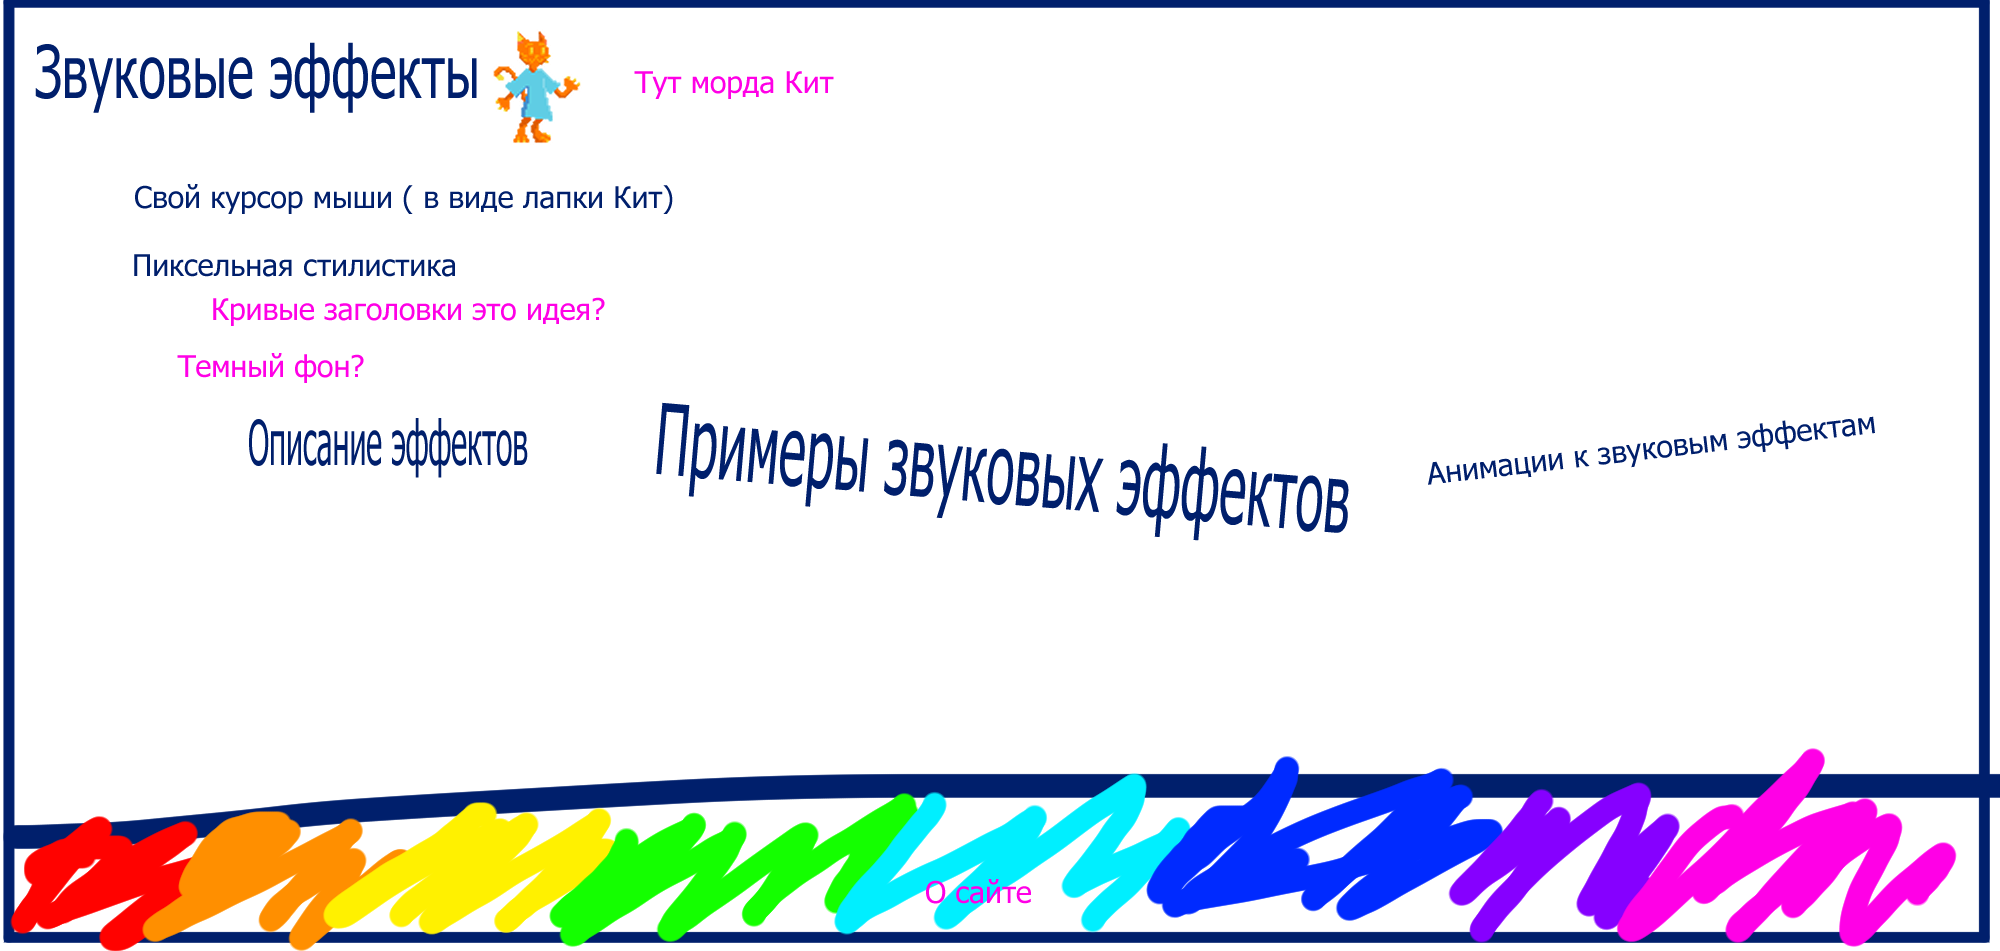 Звуковые эффекты
Тут морда Кит
Свой курсор мыши ( в виде лапки Кит)
Пиксельная стилистика
Кривые заголовки это идея?
Темный фон?
Описание эффектов
Примеры звуковых эффектов
Анимации к звуковым эффектам
О сайте